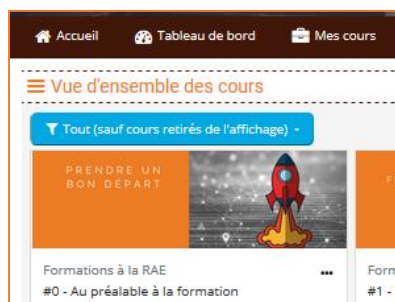 Accueil Tableau de bord Mes cours
Vue d'ensemble des cours
Tout (sauf cours retirés de l'affichage)
PRENDRE UN
BON DÉPART
Formations à la RAE ... Form
#0 - Au préalable à la formation #1 -